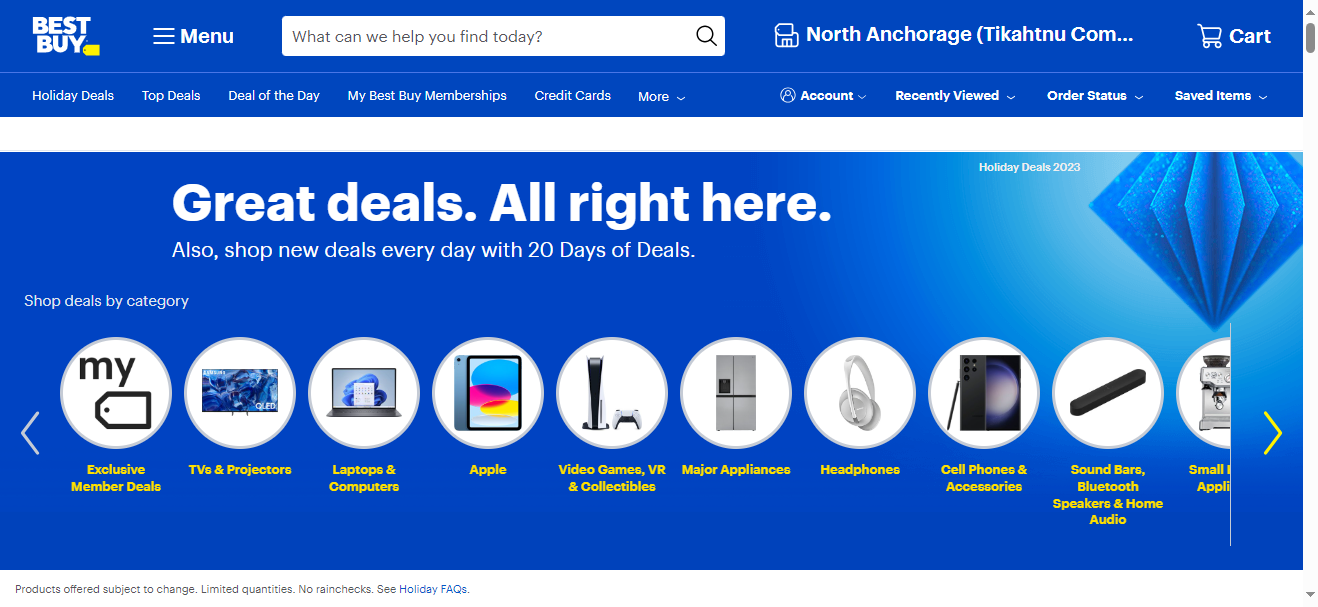 BEST
BUY
Menu
What can we help you find today?
North Anchorage (Tikahtnu Com...
Cart
Holiday Deals
Top Deals
Deal of the Day
My Best Buy Memberships
Credit Cards
More
Account
Recently Viewed
Order Status
Saved Items
Holiday Deals 2023
Great deals. All right here.
Also, shop new deals every day with 20 Days of Deals.
Shop deals by category
my
Exclusive
Member Deals
SAMSUNG
QLED
TVs & Projectors
Laptops &
Computers
Apple
Video Games, VR
& Collectibles
Major Appliances
Headphones
Cell Phones &
Accessories
Sound Bars,
Bluetooth
Speakers & Home
Audio
Small
Appli
Products offered subject to change. Limited quantities. No rainchecks. See Holiday FAQs.